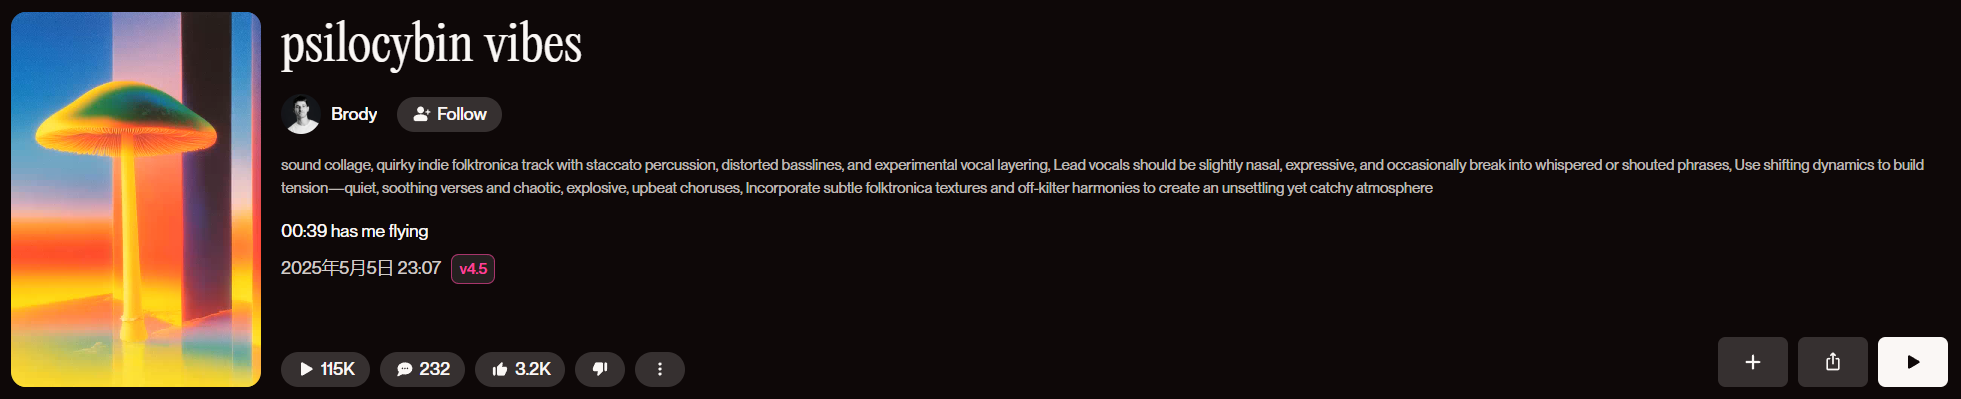 psilocybin vibes
Brody
Follow
sound collage, quirky indie folktronica track with staccato percussion, distorted basslines, and experimental vocal layering, Lead vocals should be slightly nasal, expressive, and occasionally break into whispered or shouted phrases, Use shifting dynamics to build
tension—quiet, soothing verses and chaotic, explosive, upbeat choruses, Incorporate subtle folktronica textures and off-kilter harmonies to create an unsettling yet catchy atmosphere
00:39 has me flying
2025年5月5日 23:07 v4.5
115K 232 3.2K